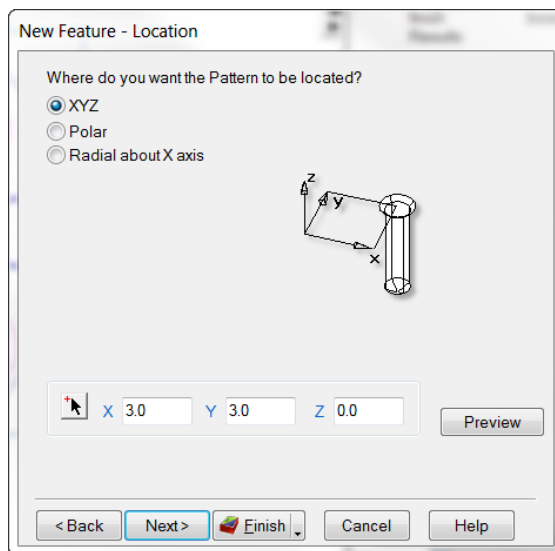 New Feature - Location
Where do you want the Pattern to be located?
XYZ
Polar
Radial about X axis
z
y
x
X 3.0 Y 3.0 Z 0.0
Preview
< Back Next > Finish Cancel Help